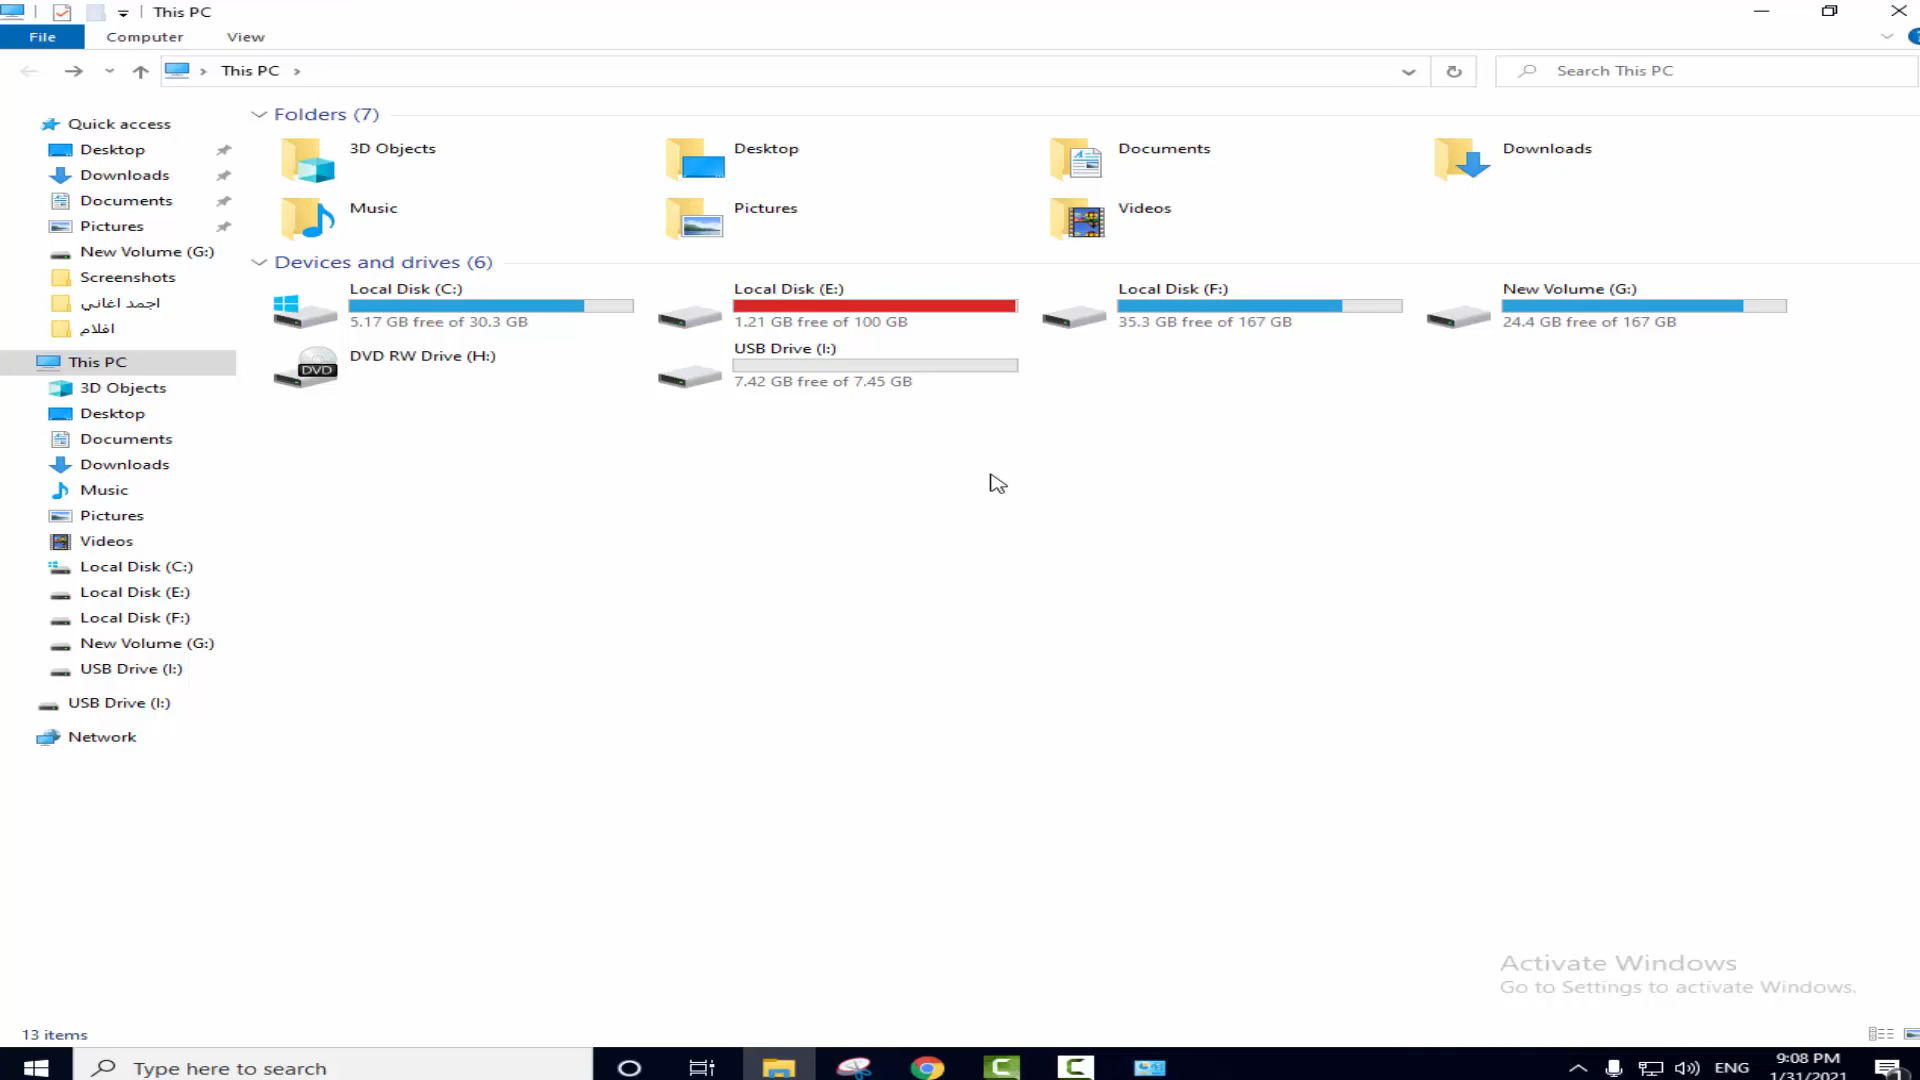 This PC
File
Computer
View
This PC
Search This PC
Quick access
Desktop
Downloads
Documents
Pictures
New Volume (G:)
Screenshots
اجمد اغاني
افلام
This PC
3D Objects
Desktop
Documents
Downloads
Music
Pictures
Videos
Local Disk (C:)
Local Disk (E:)
Local Disk (F:)
New Volume (G:)
USB Drive (I:)
USB Drive (I:)
Network
Folders (7)
3D Objects
Desktop
Documents
Downloads
Music
Pictures
Videos
Devices and drives (6)
Local Disk (C:)
5.17 GB free of 30.3 GB
Local Disk (E:)
1.21 GB free of 100 GB
Local Disk (F:)
35.3 GB free of 167 GB
New Volume (G:)
24.4 GB free of 167 GB
DVD
DVD RW Drive (H:)
USB Drive (I:)
7.42 GB free of 7.45 GB
Activate Windows
Go to Settings to activate Windows.
13 items
Type here to search
ENG
9:08 PM
1/31/2021